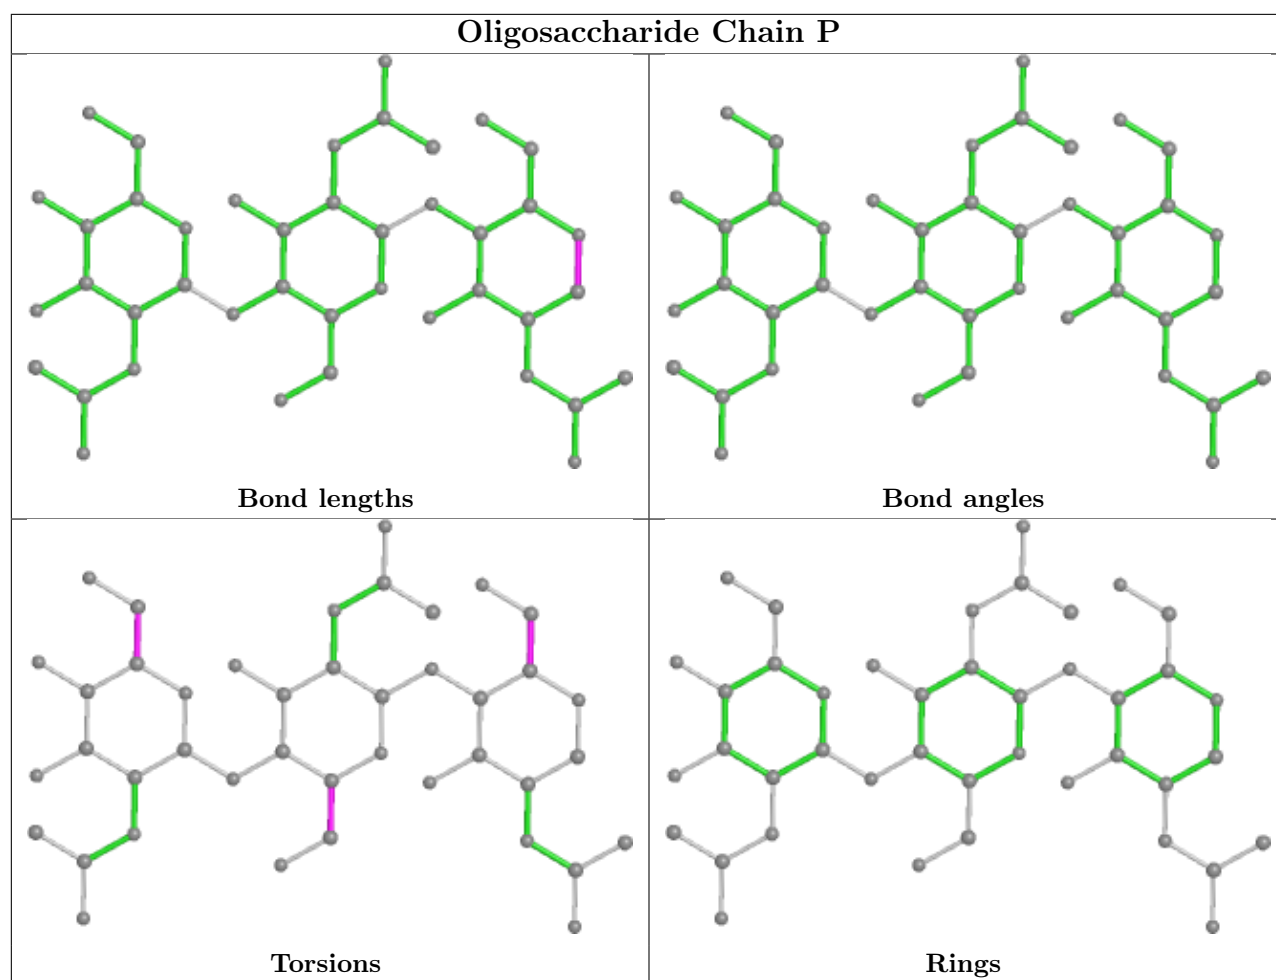 Oligosaccharide Chain P
Bond lengths
Bond angles
Torsions
Rings